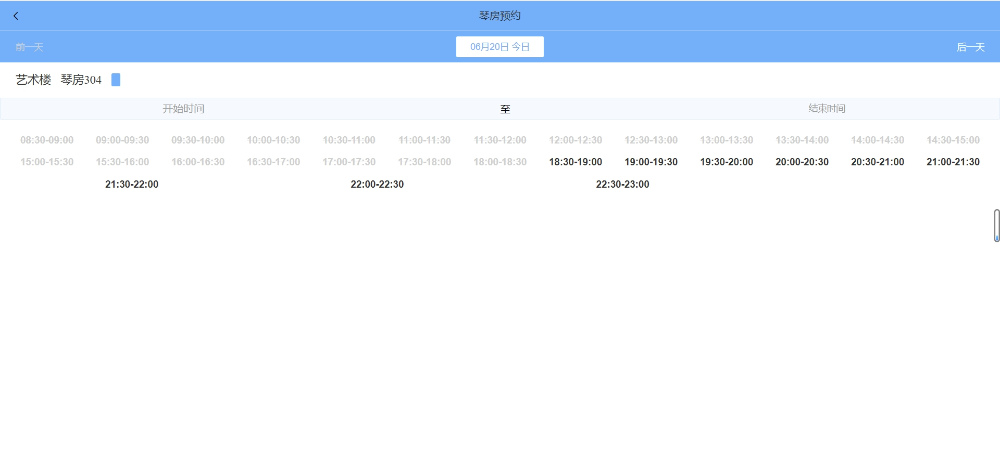 琴房预约
前一天 06月20日 今日 后一天
艺术楼 琴房304
开始时间 至 结束时间
08:30-09:00 09:00-09:30 09:30-10:00 10:00-10:30 10:30-11:00 11:00-11:30 11:30-12:00 12:00-12:30 12:30-13:00 13:00-13:30 13:30-14:00 14:00-14:30 14:30-15:00
15:00-15:30 15:30-16:00 16:00-16:30 16:30-17:00 17:00-17:30 17:30-18:00 18:00-18:30 18:30-19:00 19:00-19:30 19:30-20:00 20:00-20:30 20:30-21:00 21:00-21:30
21:30-22:00 22:00-22:30 22:30-23:00